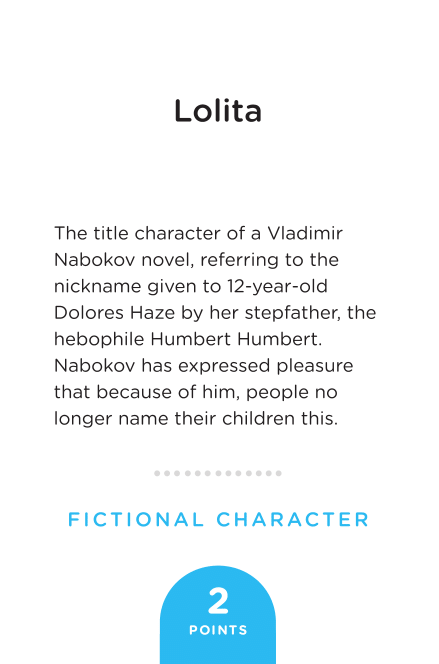 Lolita
The title character of a Vladimir
Nabokov novel, referring to the
nickname given to 12-year-old
Dolores Haze by her stepfather, the
hebophile Humbert Humbert.
Nabokov has expressed pleasure
that because of him, people no
longer name their children this.
FICTIONAL CHARACTER
2
POINTS